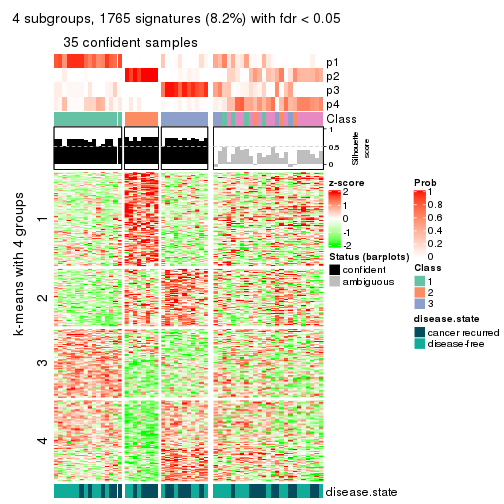 4 subgroups, 1765 signatures (8.2%) with fdr < 0.05
35 confident samples
p1
p2
p3
p4
Class
1
0.5
0
Silhouette
score
k-means with 4 groups
1
2
3
4
disease.state
z-score
2
1
0
-1
-2
Status (barplots)
confident
ambiguous
Prob
1
0.8
0.6
0.4
0.2
0
Class
1
2
3
disease.state
cancer recurred
disease-free